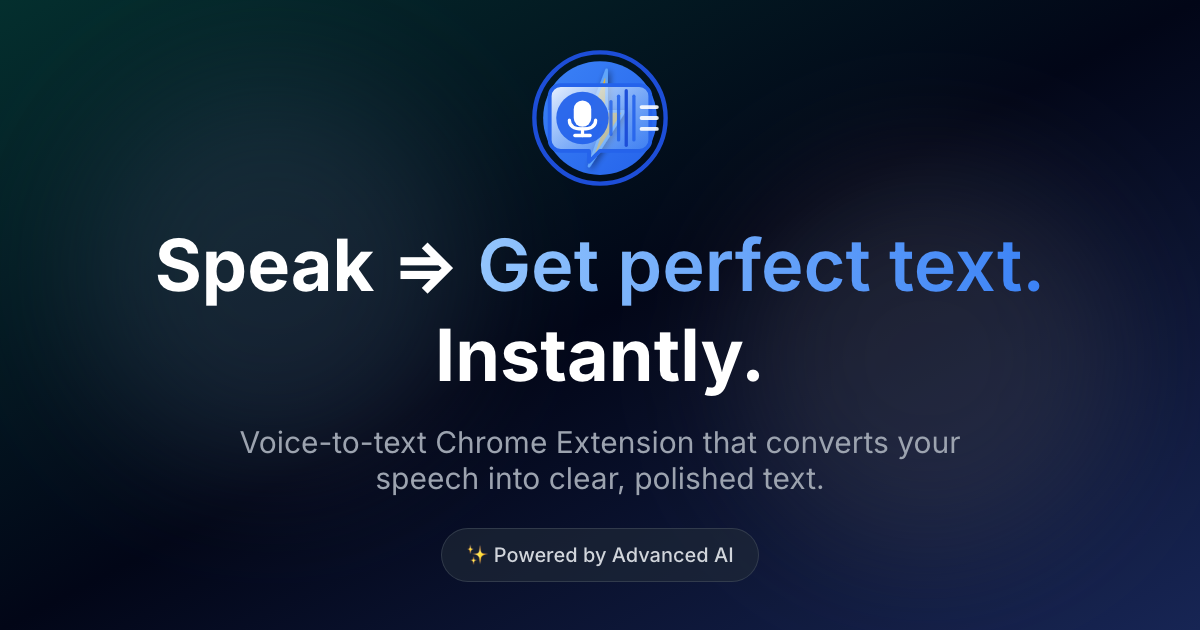 Speak ⇒ Get perfect text.
Instantly.
Voice-to-text Chrome Extension that converts your
speech into clear, polished text.
✨ Powered by Advanced AI